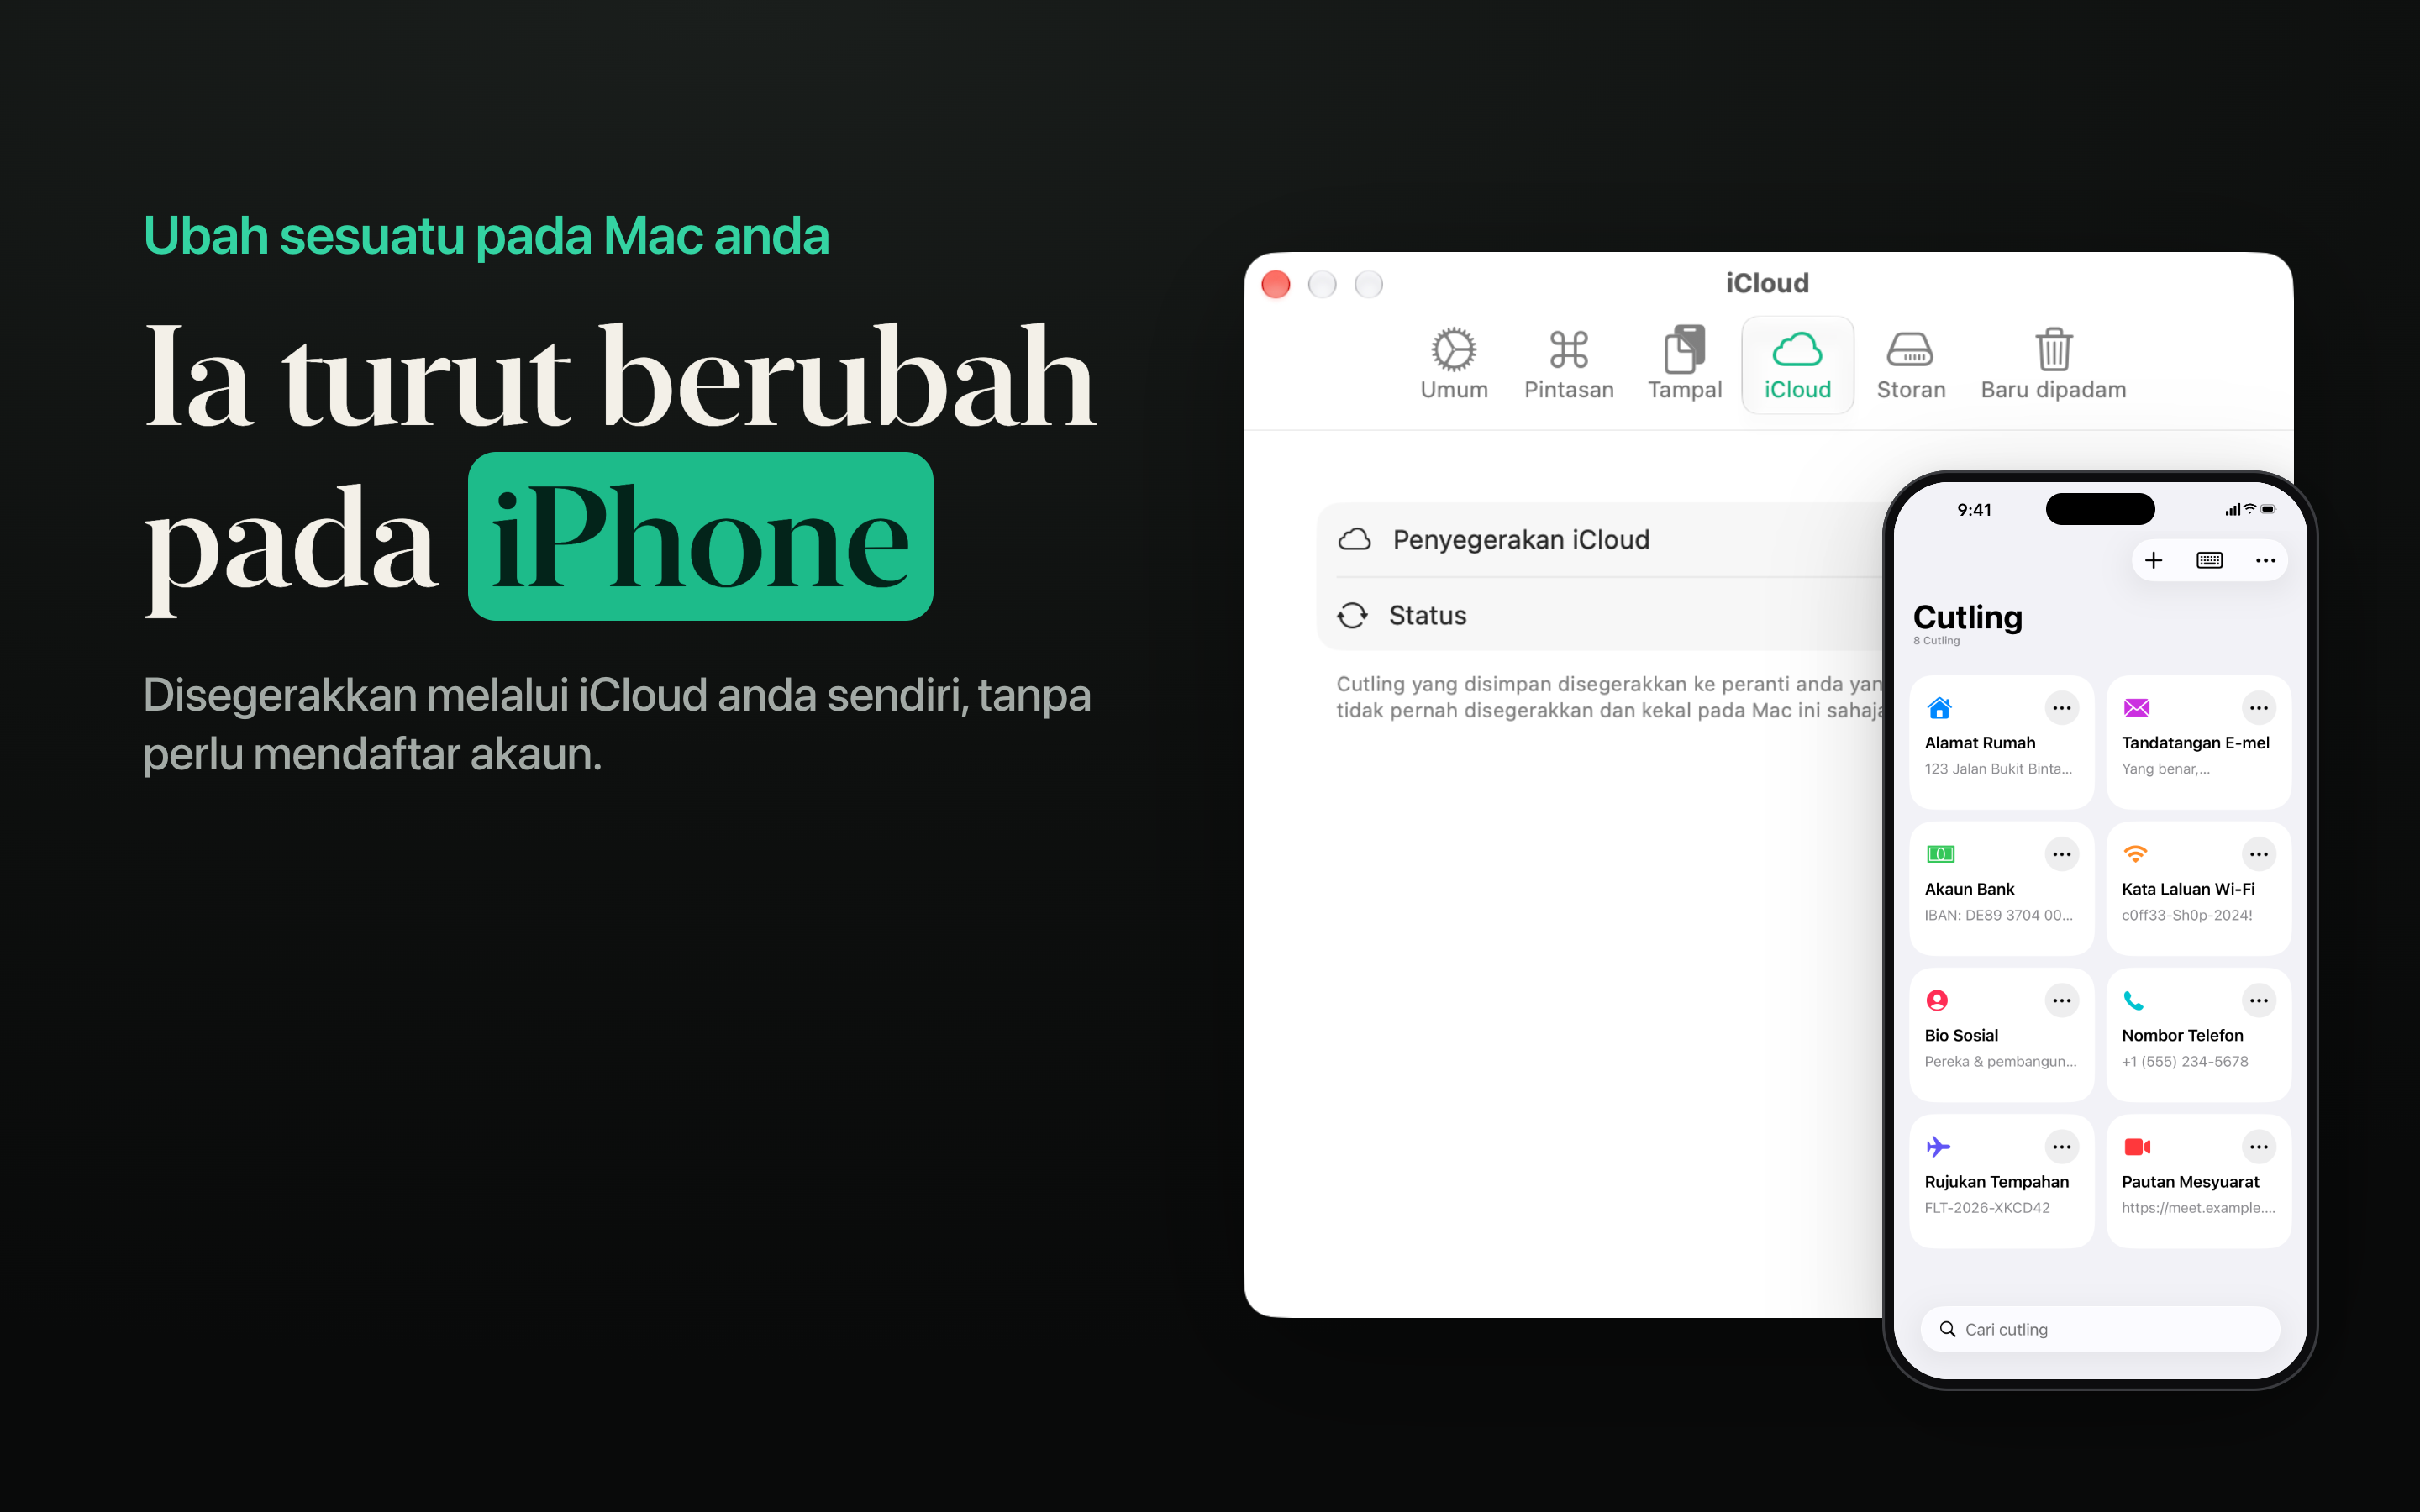 Ubah sesuatu pada Mac anda
Ia turut berubah
pada iPhone
Disegerakkan melalui iCloud anda sendiri, tanpa
perlu mendaftar akaun.
iCloud
Umum
Pintasan
Tampal
iCloud
Storan
Baru dipadam
Penyegerakan iCloud
Status
Cutling yang disimpan disegerakkan ke peranti anda
tidak pernah disegerakkan dan kekal pada Mac ini sahaja
9:41
Cutling
8 Cutling
Alamat Rumah
123 Jalan Bukit Binta...
Tandatangan E-mel
Yang benar,...
Akaun Bank
IBAN: DE89 3704 00...
Kata Laluan Wi-Fi
c0ff33-Sh0p-2024!
Bio Sosial
Pereka & pembangun...
Nombor Telefon
+1 (555) 234-5678
Rujukan Tempahan
FLT-2026-XKCD42
Pautan Mesyuarat
https://meet.example....
Cari cutling